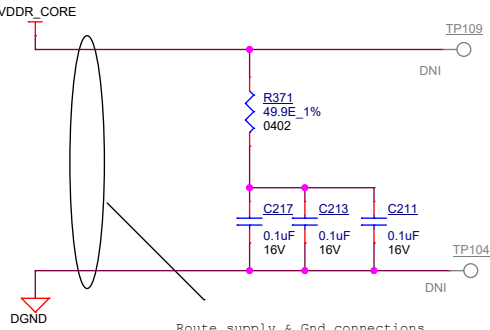 VDDR_CORE
TP109
DNI
R371
49.9E_1%
0402
C217
C213
C211
0.1uF
0.1uF
0.1uF
16V
16V
16V
TP104
DNI
DGND
Route supply & Gnd connections